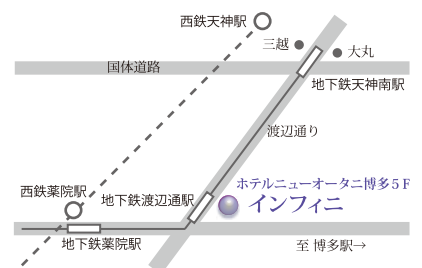 西鉄天神駅
三越
大丸
国体道路
地下鉄天神南駅
渡辺通り
ホテルニューオータニ博多5F
インフィニ
西鉄薬院駅
地下鉄渡辺通駅
地下鉄薬院駅
至 博多駅→